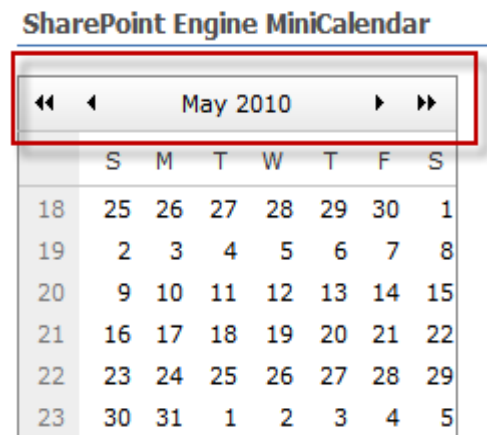 SharePoint Engine MiniCalendar
May 2010
S M T W T F S
18 25 26 27 28 29 30 1
19 2 3 4 5 6 7 8
20 9 10 11 12 13 14 15
21 16 17 18 19 20 21 22
22 23 24 25 26 27 28 29
23 30 31 1 2 3 4 5